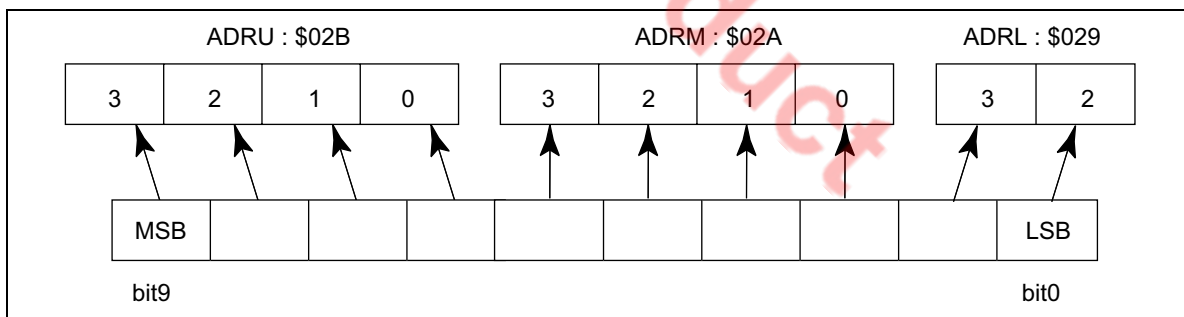 ADRU : $02B ADRM : $02A ADRL : $029
3 2 1 0 3 2 1 0 3 2
MSB LSB
bit9 bit0
duct